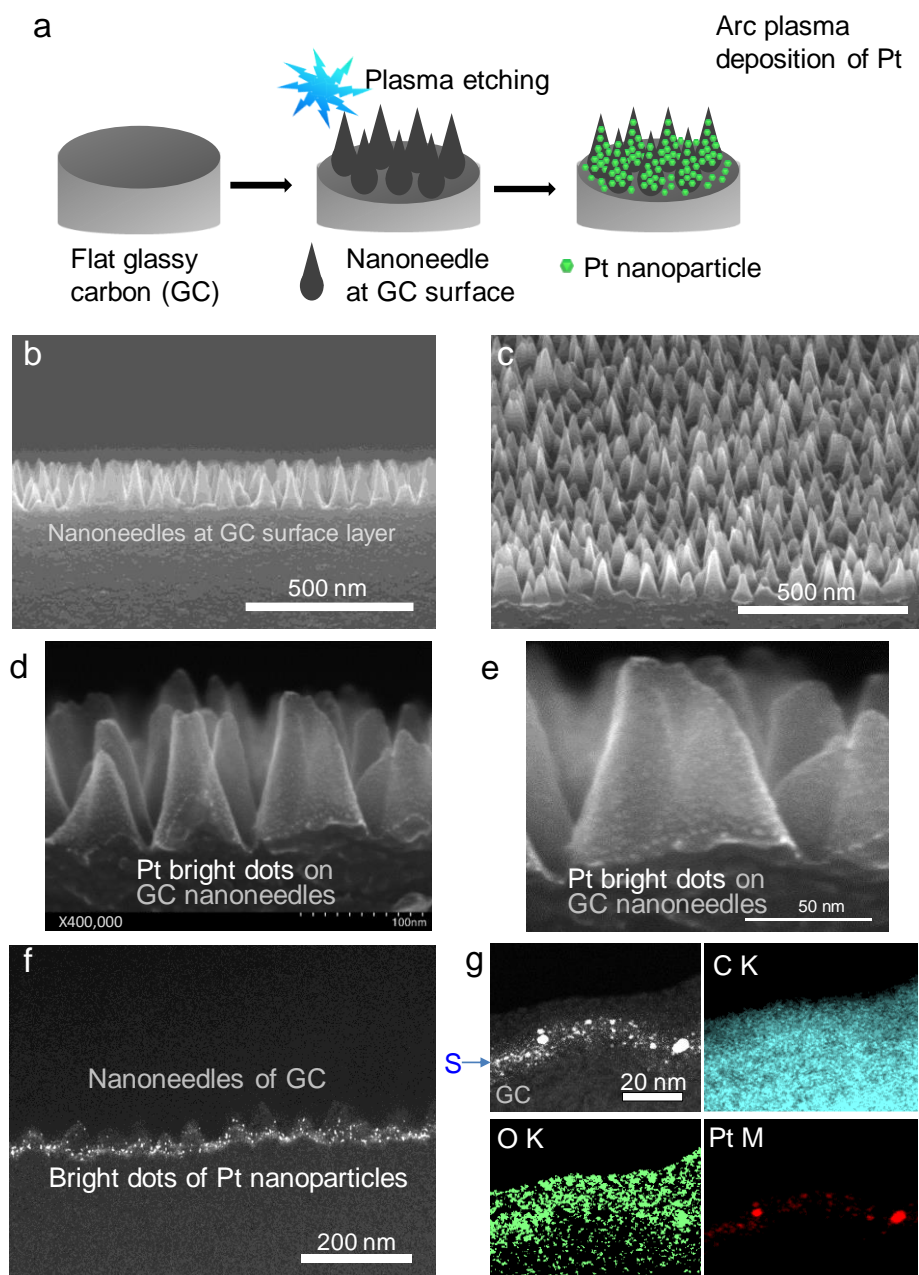 a
Arc plasma
deposition of Pt
Plasma etching
Flat glassy
carbon (GC)
Nanoneedle
at GC surface
Pt nanoparticle
b
Nanoneedles at GC surface layer
500 nm
c
500 nm
d
Pt bright dots on
GC nanoneedles
X400,000
100nm
e
Pt bright dots on
GC nanoneedles
50 nm
f
Nanoneedles of GC
Bright dots of Pt nanoparticles
200 nm
g
S
GC
20 nm
C K
O K
Pt M